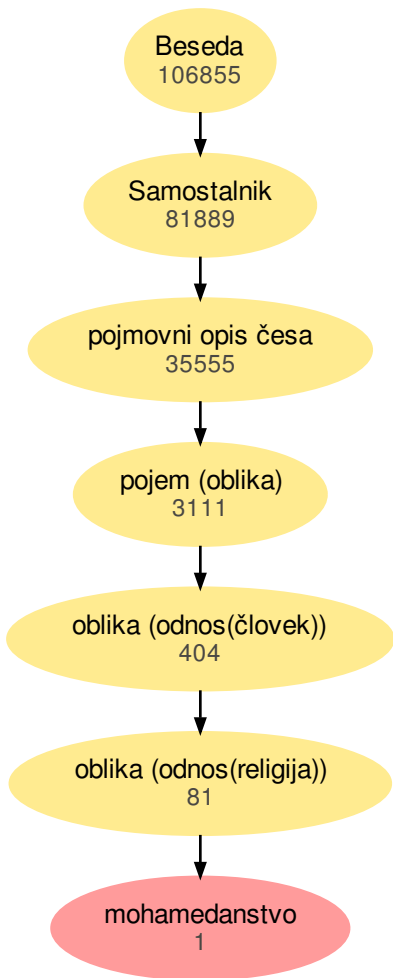 Beseda
106855
Samostalnik
81889
pojmovni opis česa
35555
pojem (oblika)
3111
oblika (odnos(človek))
404
oblika (odnos(religija))
81
mohamedanstvo
1